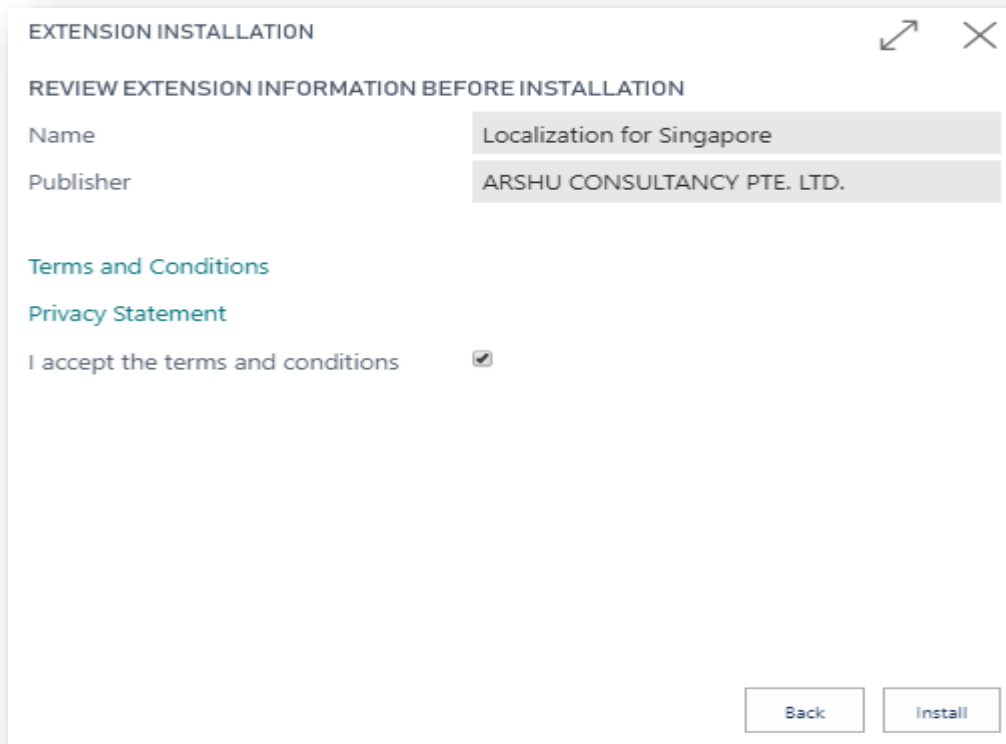 EXTENSION INSTALLATION
REVIEW EXTENSION INFORMATION BEFORE INSTALLATION
Name Localization for Singapore
Publisher ARSHU CONSULTANCY PTE. LTD.
Terms and Conditions
Privacy Statement
I accept the terms and conditions
Back Install